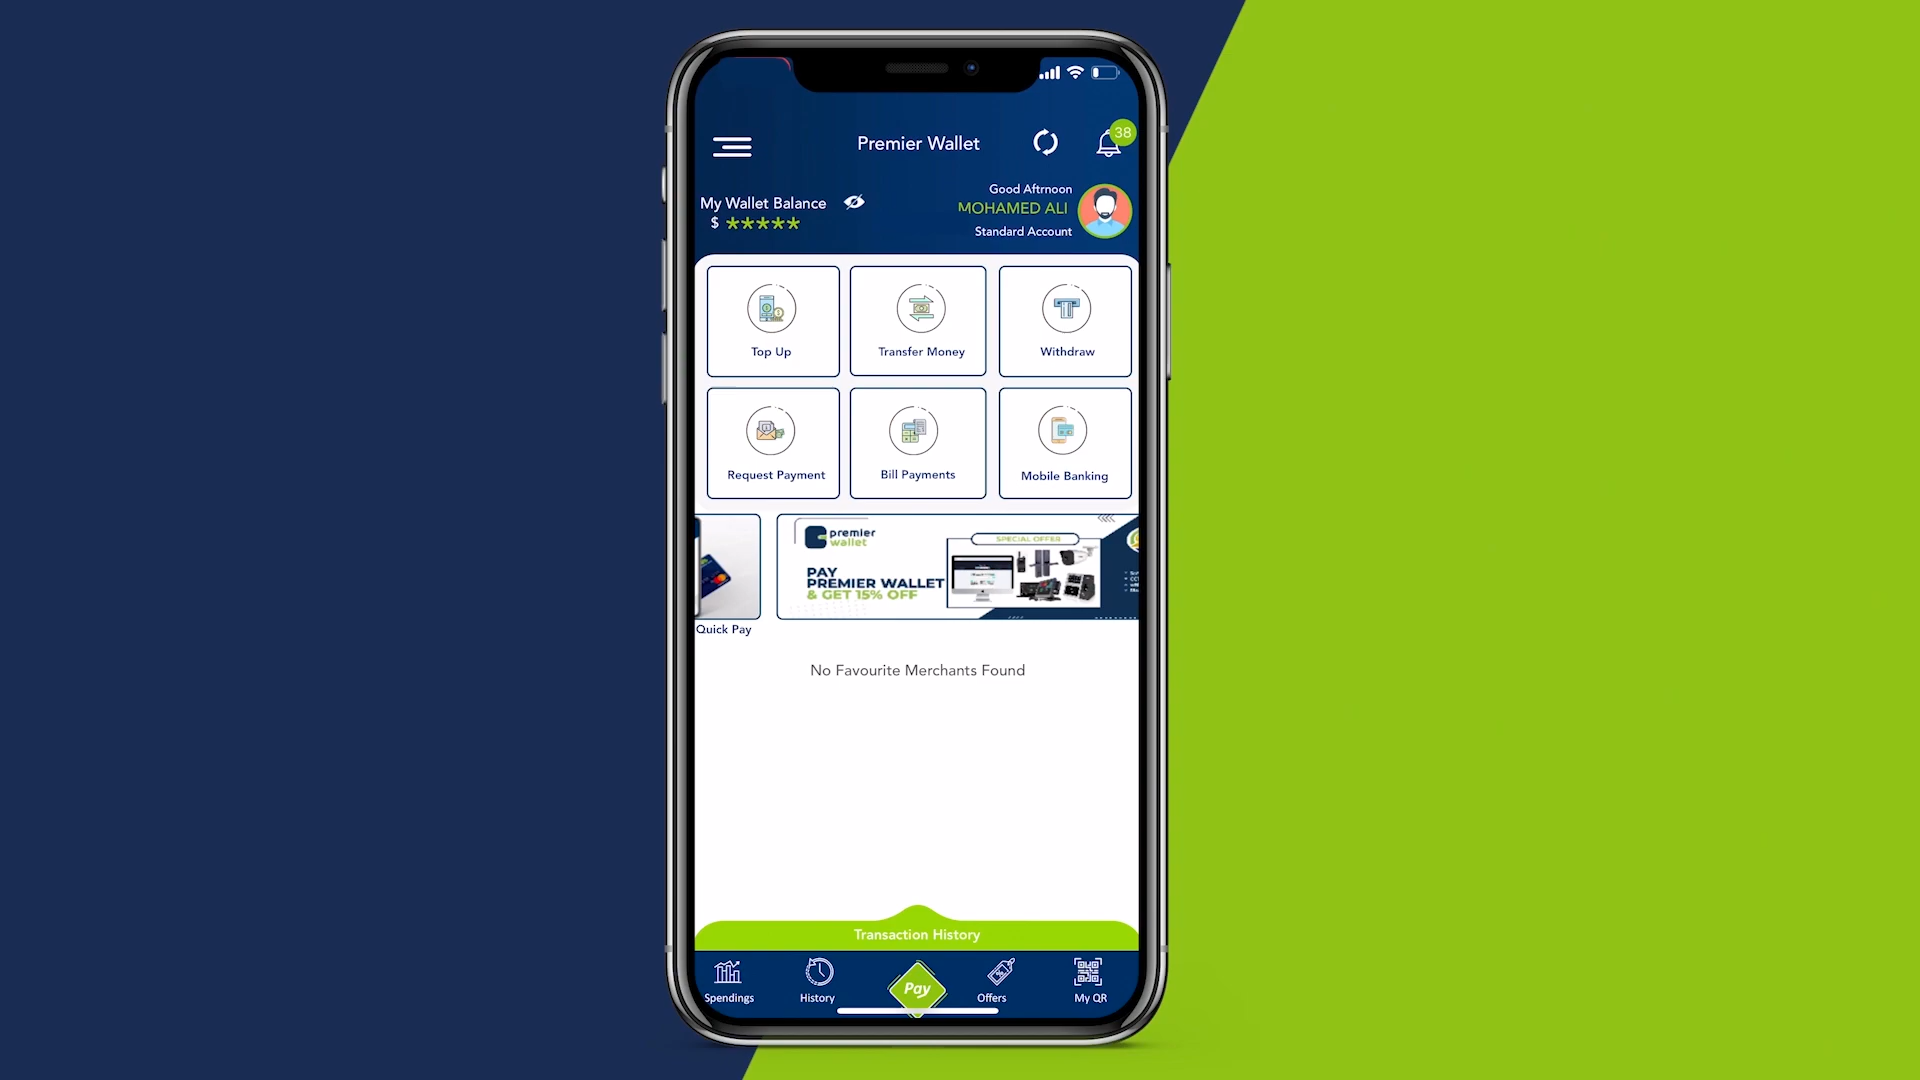 Premier Wallet
38
My Wallet Balance
$ *****
Good Aftrnoon
MOHAMED ALI
Standard Account
Top Up
Transfer Money
Withdraw
Request Payment
Bill Payments
Mobile Banking
premier
wallet
SPECIAL OFFER
PAY
PREMIER WALLET
& GET 15% OFF
Quick Pay
No Favourite Merchants Found
Transaction History
Spendings
History
Pay
Offers
My QR